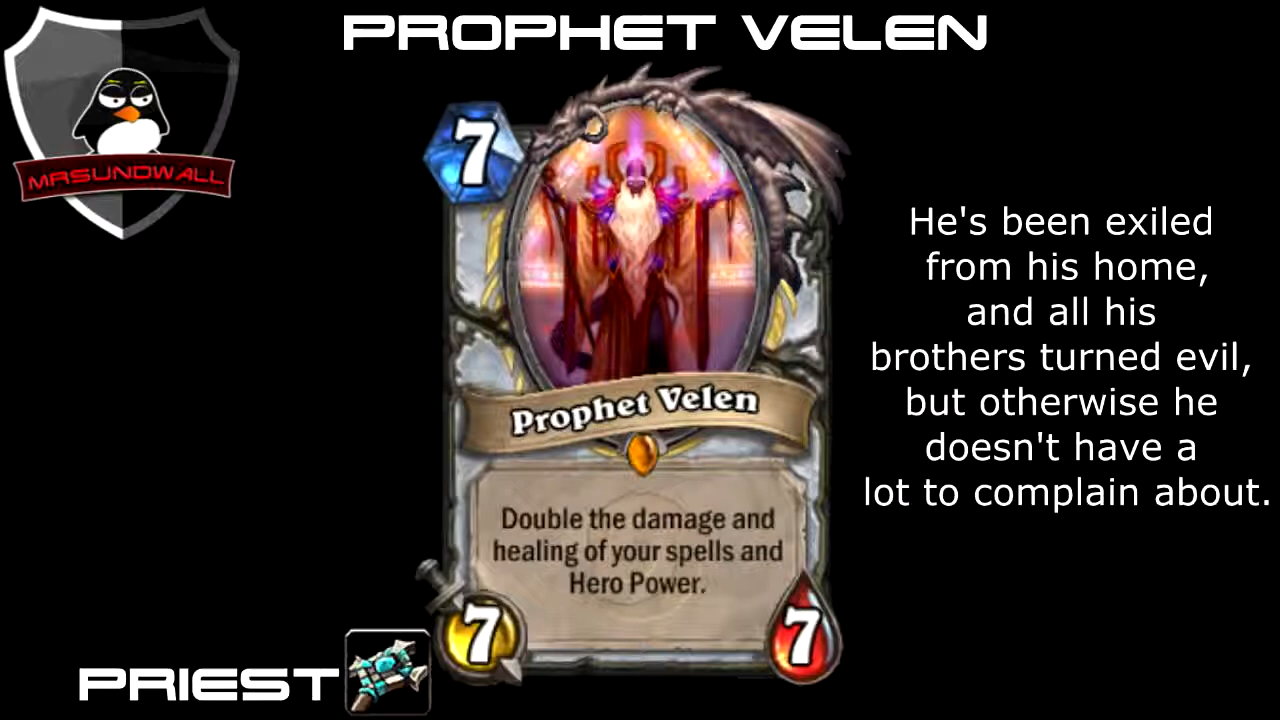 PROPHET VELEN
MRSUNDWALL
7
Prophet Velen
Double the damage and
healing of your spells and
Hero Power.
7
7
He's been exiled
from his home,
and all his
brothers turned evil,
but otherwise he
doesn't have a
lot to complain about.
PRIEST